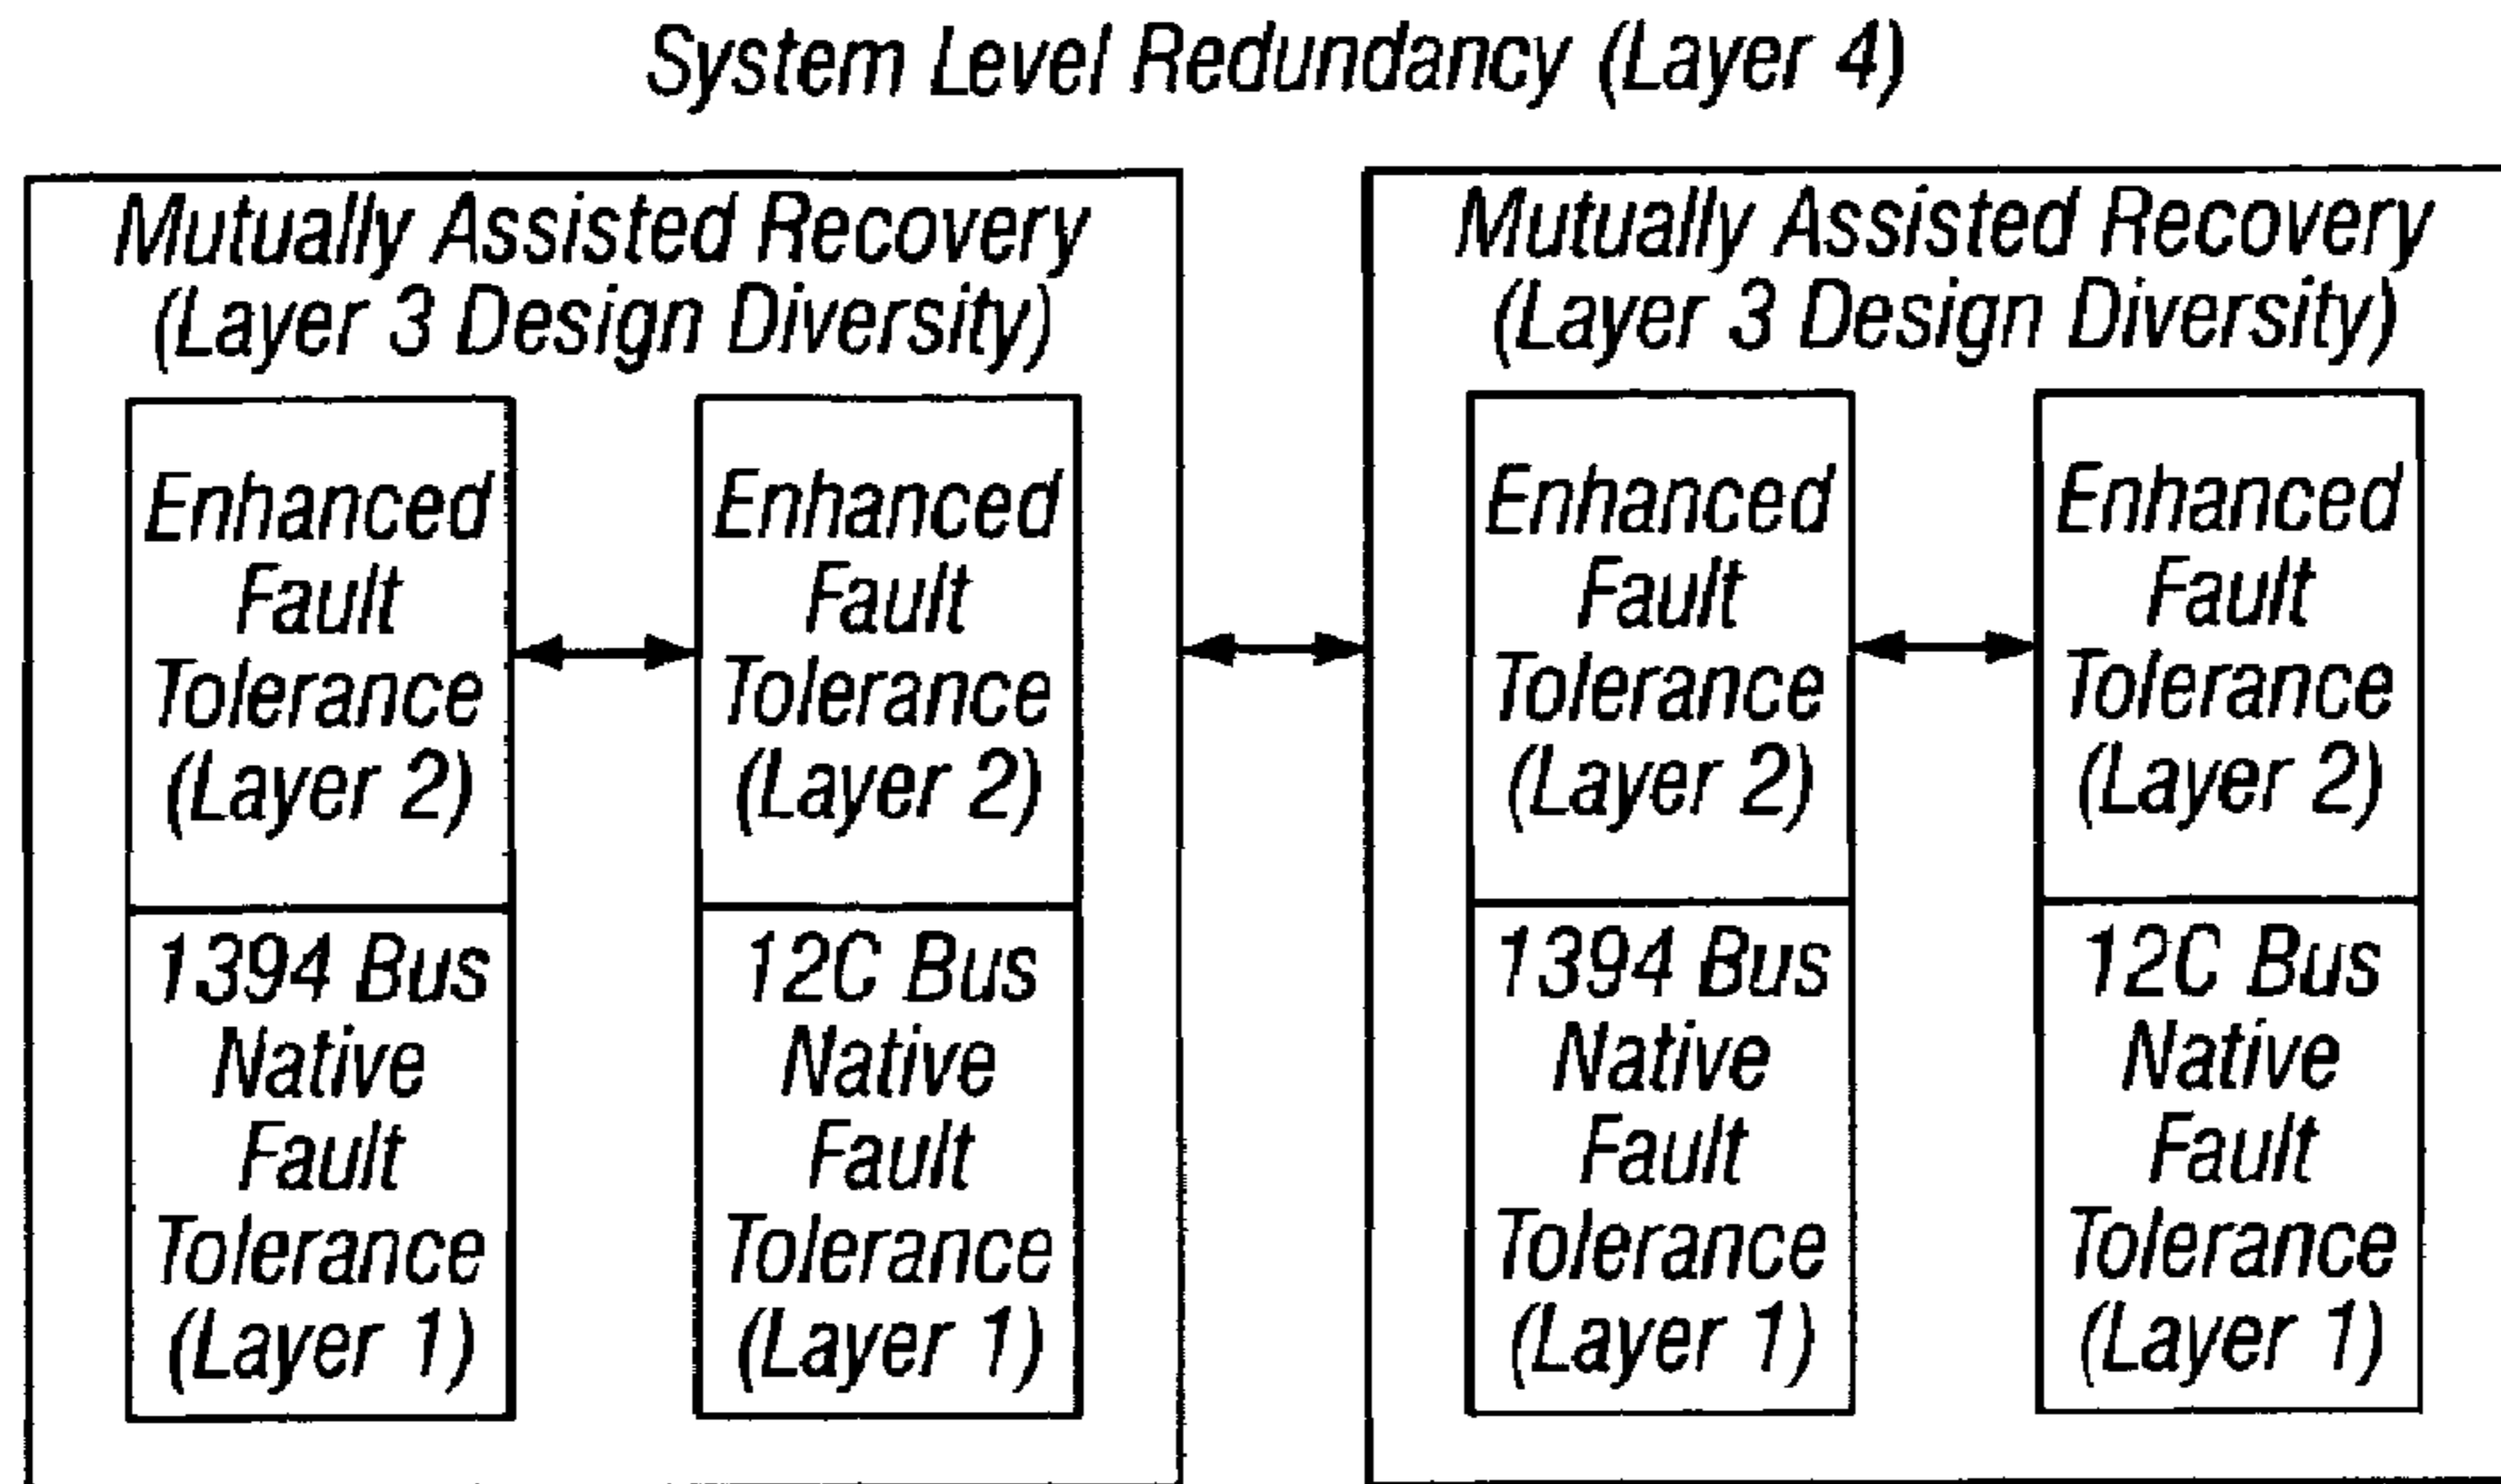 System Level Redundancy (Layer 4)
Mutually Assisted Recovery
(Layer 3 Design Diversity)
Enhanced
Fault
Tolerance
(Layer 2)
1394 Bus
Native
Fault
Tolerance
(Layer 1)
Enhanced
Fault
Tolerance
(Layer 2)
12C Bus
Native
Fault
Tolerance
(Layer 1)
Mutually Assisted Recovery
(Layer 3 Design Diversity)
Enhanced
Fault
Tolerance
(Layer 2)
1394 Bus
Native
Fault
Tolerance
(Layer 1)
Enhanced
Fault
Tolerance
(Layer 2)
12C Bus
Native
Fault
Tolerance
(Layer 1)